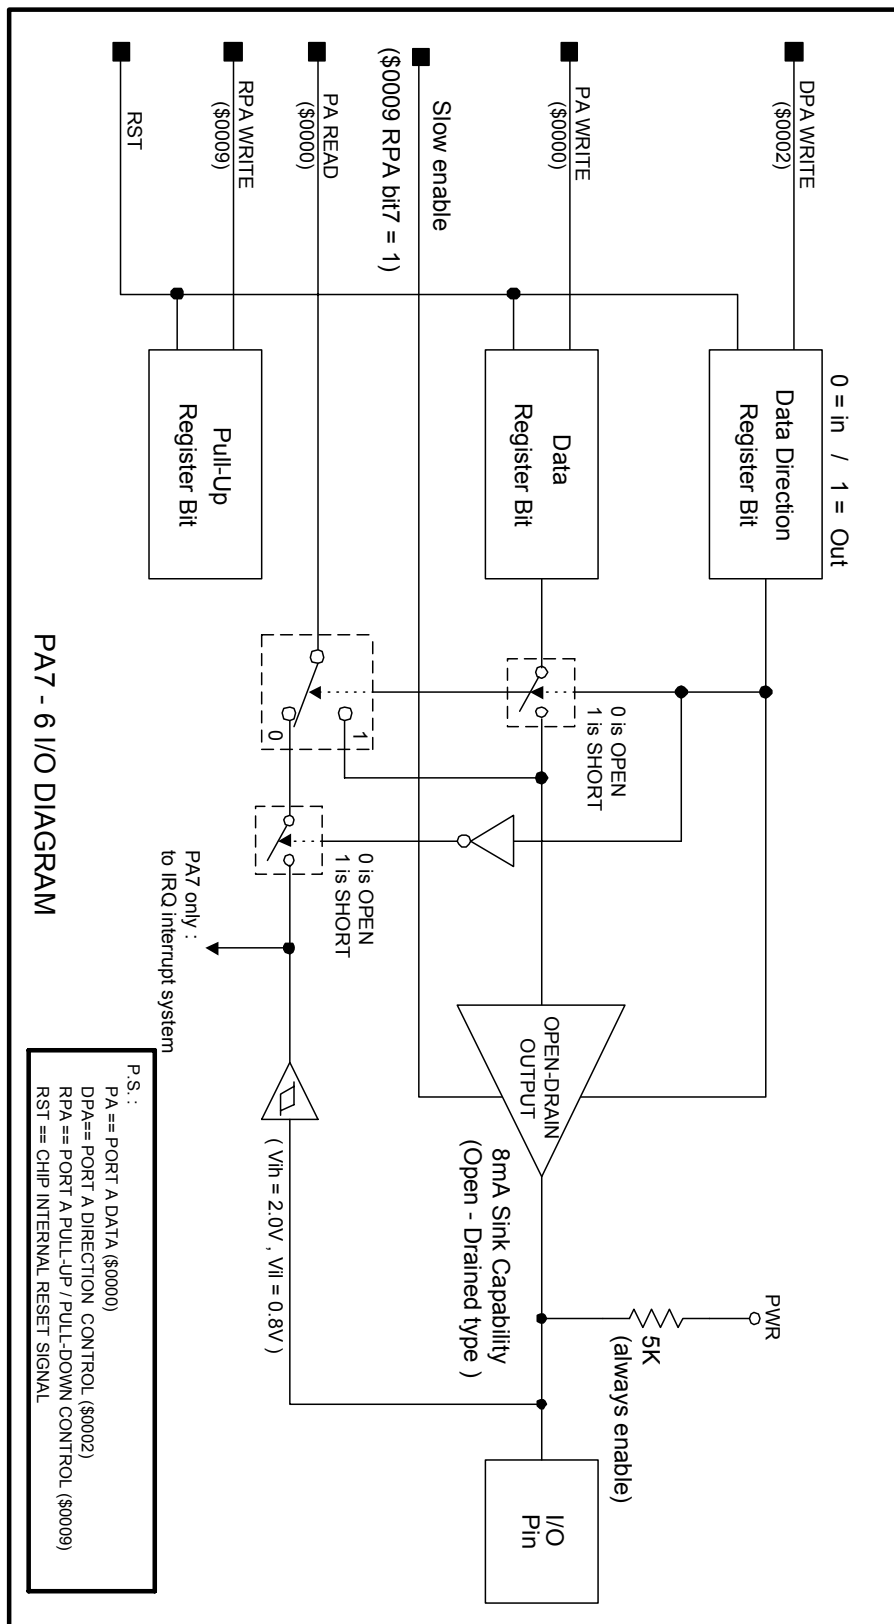 DPA WRITE
($0002)
PA WRITE
($0000)
Slow enable
($0009 RPA bit7 = 1)
PA READ
($0000)
RPA WRITE
($0009)
RST
0 = in / 1 = Out
Data Direction
Register Bit
Data
Register Bit
Pull-Up
Register Bit
0 is OPEN
1 is SHORT
1
0
0 is OPEN
1 is SHORT
PA7 only :
to IRQ interrupt system
OPEN-DRAIN
OUTPUT
8mA Sink Capability
(Open - Drained type )
( Vih = 2.0V , Vil = 0.8V )
PWR
5K
(always enable)
I/O
Pin
PA7 - 6 I/O DIAGRAM
P.S. :
PA == PORT A DATA ($0000)
DPA== PORT A DIRECTION CONTROL ($0002)
RPA == PORT A PULL-UP / PULL-DOWN CONTROL ($0009)
RST == CHIP INTERNAL RESET SIGNAL